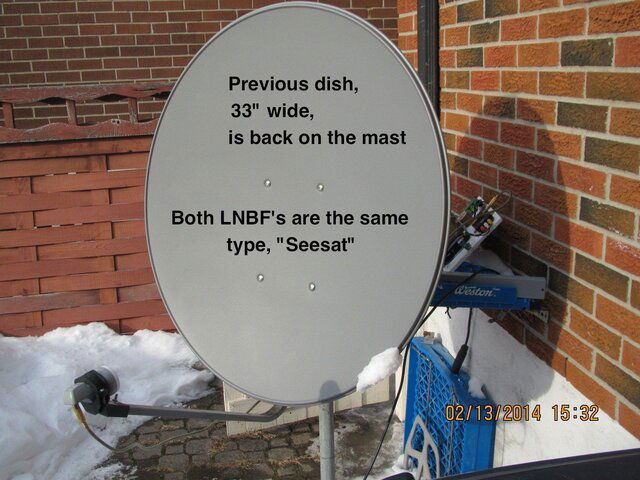 Previous dish,
33" wide,
is back on the mast
Both LNBF's are the same
type, "Seesat"
Weston
02/13/2014 15:32